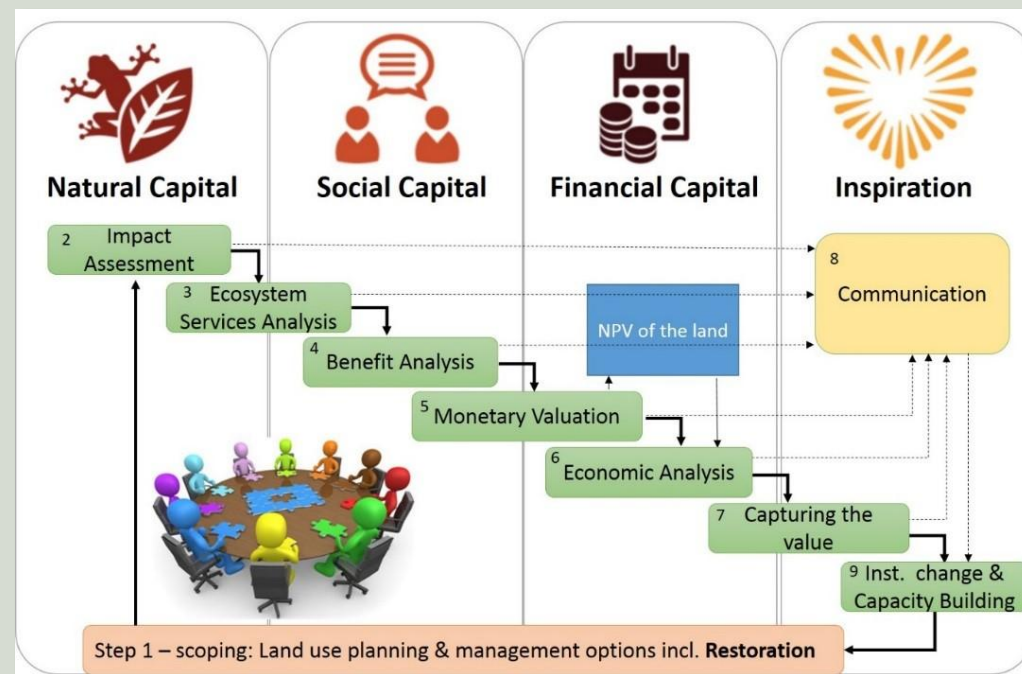 Natural Capital
Social Capital
Financial Capital
Inspiration
2 Impact
Assessment
3 Ecosystem
Services Analysis
4 Benefit Analysis
5 Monetary Valuation
NPV of the land
6 Economic Analysis
7 Capturing the
value
8
Communication
9 Inst. change &
Capacity Building
Step 1 – scoping: Land use planning & management options incl. Restoration